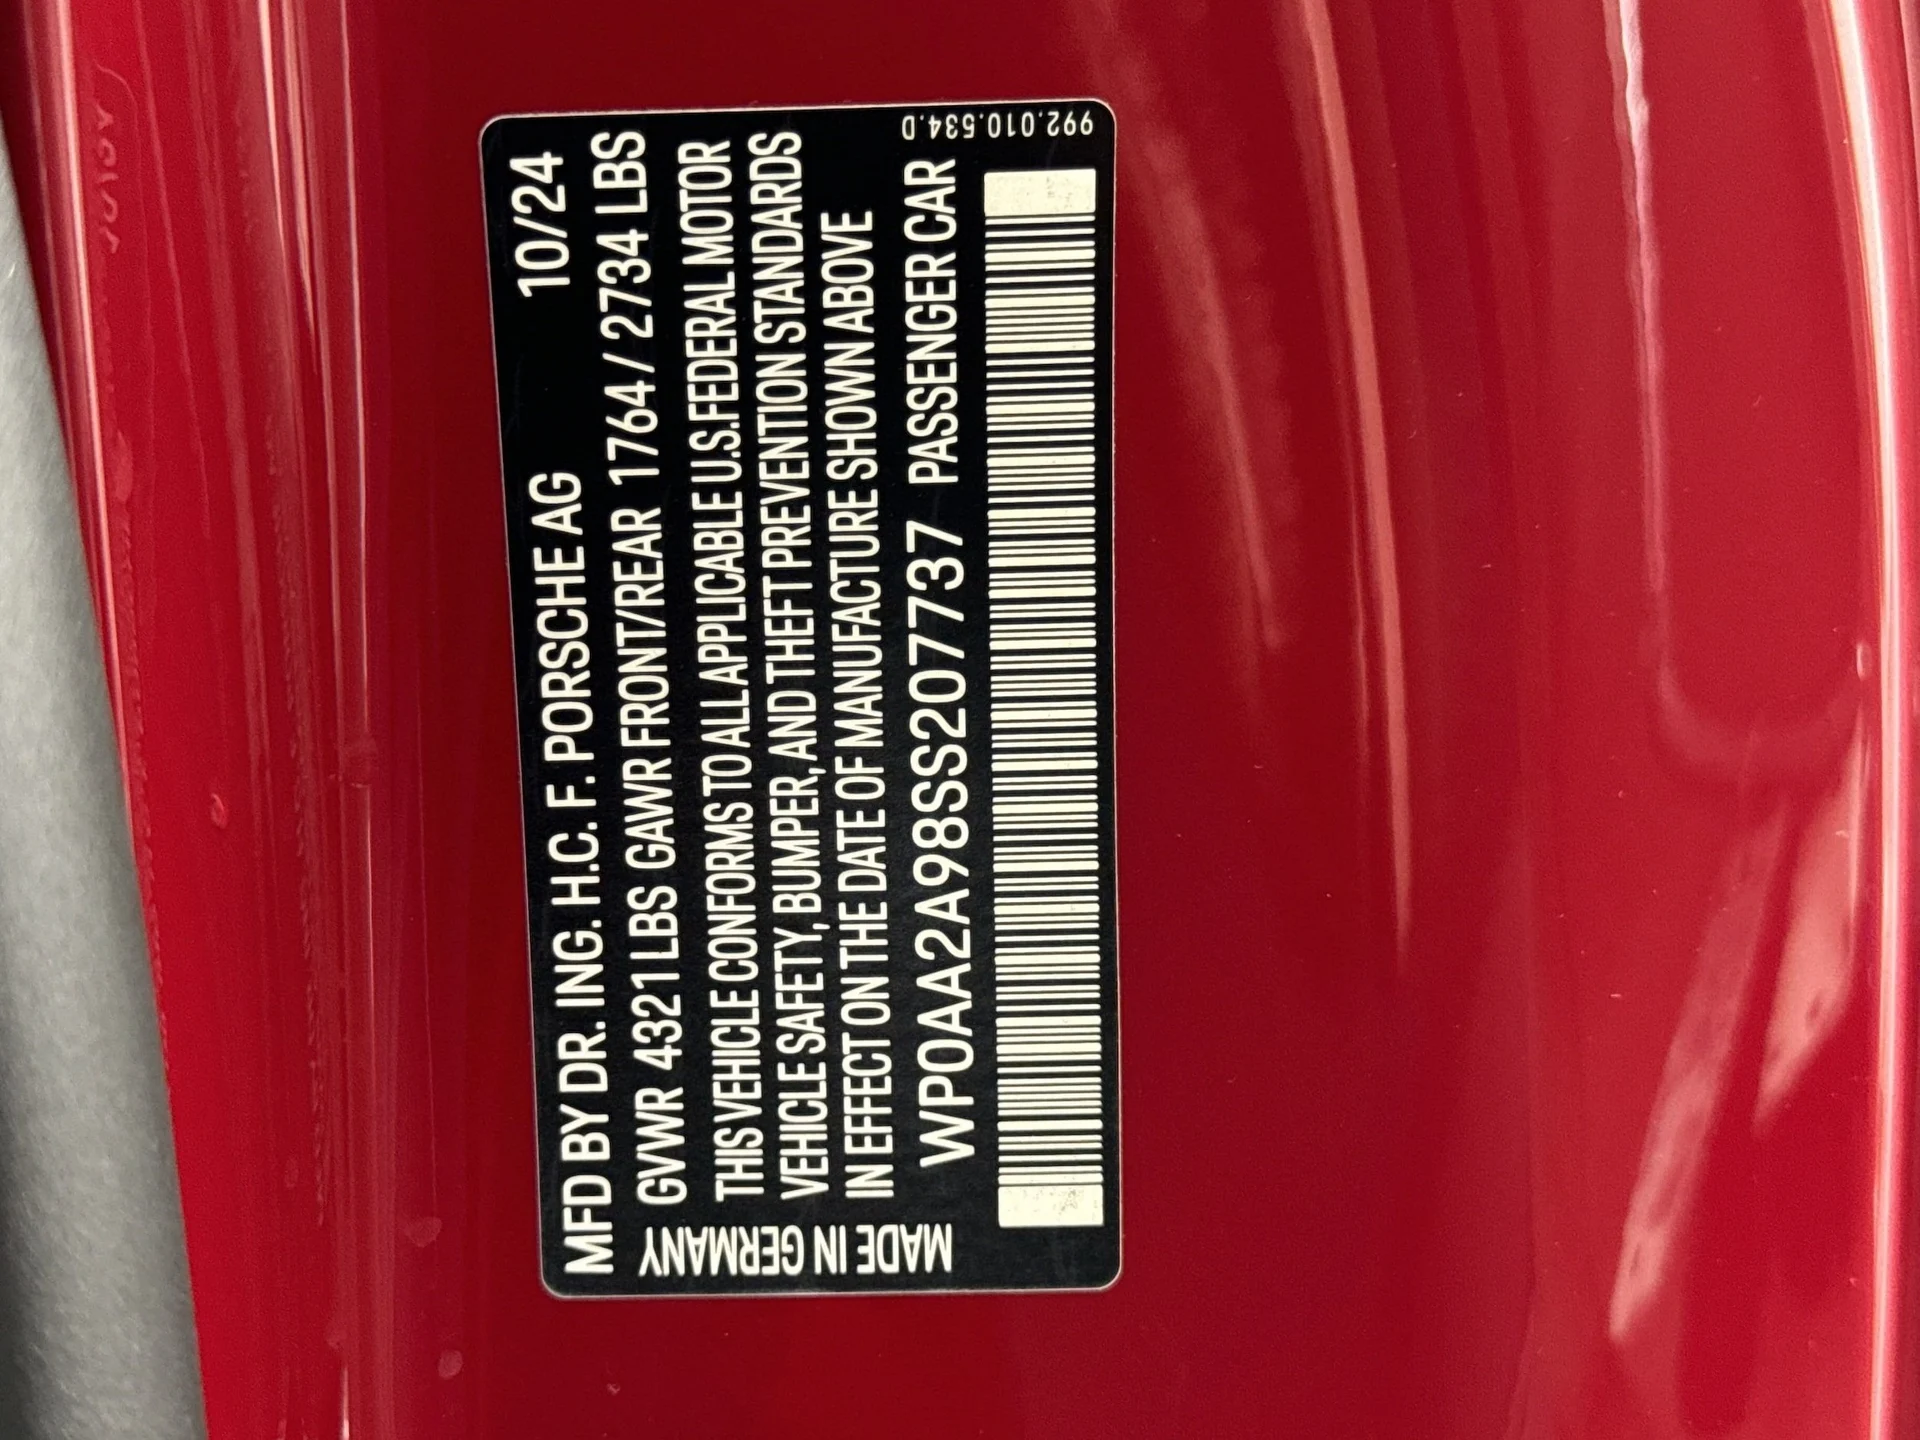 MFD BY DR. ING. H.C. F. PORSCHE AG 10/24
GVWR 4321 LBS GAWR FRONT/REAR 1764 / 2734 LBS
THIS VEHICLE CONFORMS TO ALL APPLICABLE U.S. FEDERAL MOTOR
VEHICLE SAFETY, BUMPER, AND THEFT PREVENTION STANDARDS
IN EFFECT ON THE DATE OF MANUFACTURE SHOWN ABOVE
WP0AA2A98SS207737 PASSENGER CAR
MADE IN GERMANY
992.010.534.D